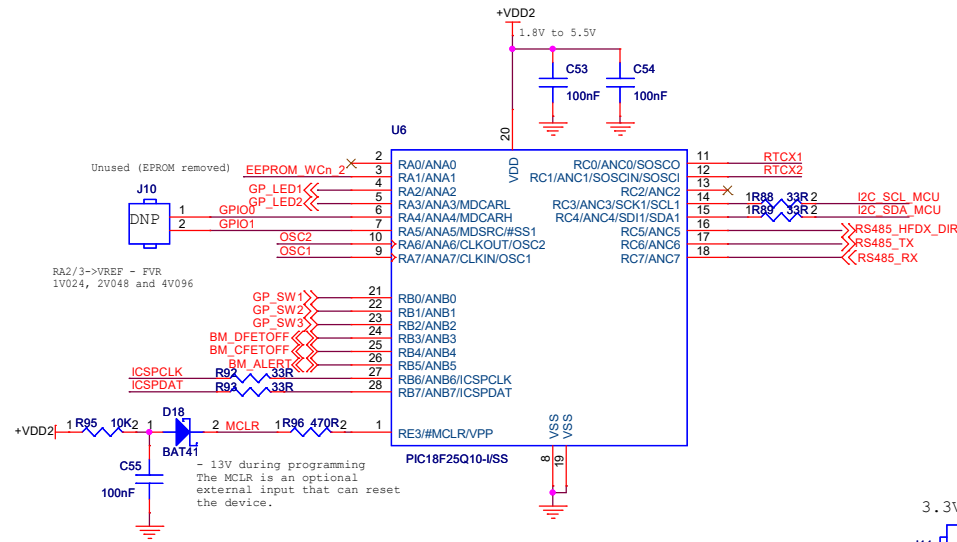 +VDD2
1.8V to 5.5V
C53
100nF
C54
100nF
U6
20
VDD
2
RA0/ANA0
EEPROM_WCn_2
3
RA1/ANA1
GP_LED1
4
RA2/ANA2
GP_LED2
5
RA3/ANA3/MDCARL
GPIO0
6
RA4/ANA4/MDCARH
GPIO1
7
RA5/ANA5/MDSRC/#SS1
OSC2
10
RA6/ANA6/CLKOUT/OSC2
OSC1
9
RA7/ANA7/CLKIN/OSC1
Unused (EPROM removed)
J10
DNP
1
2
RA2/3->VREF - FVR
1V024, 2V048 and 4V096
GP_SW1
21
RB0/ANB0
GP_SW2
22
RB1/ANB1
GP_SW3
23
RB2/ANB2
BM_DFETOFF
24
RB3/ANB3
BM_CFETOFF
25
RB4/ANB4
BM_ALERT
26
RB5/ANB5
ICSPCLK
R92
33R
27
RB6/ANB6/ICSPCLK
ICSPDAT
R93
33R
28
RB7/ANB7/ICSPDAT
RC0/ANC0/SOSCO
11
RTCX1
RC1/ANC1/SOSCIN/SOSCI
12
RTCX2
RC2/ANC2
13
RC3/ANC3/SCK1/SCL1
14
1
R88
33R
2
I2C_SCL_MCU
RC4/ANC4/SDI1/SDA1
15
1
R89
33R
2
I2C_SDA_MCU
RC5/ANC5
16
RS485_HFDX_DIR
RC6/ANC6
17
RS485_TX
RC7/ANC7
18
RS485_RX
+VDD2
1
R95
10K
2
1
D18
BAT41
2
MCLR
1
R96
470R
2
1
RE3/#MCLR/VPP
VSS
VSS
8
19
PIC18F25Q10-I/SS
C55
100nF
- 13V during programming
The MCLR is an optional
external input that can reset
the device.
3.3V